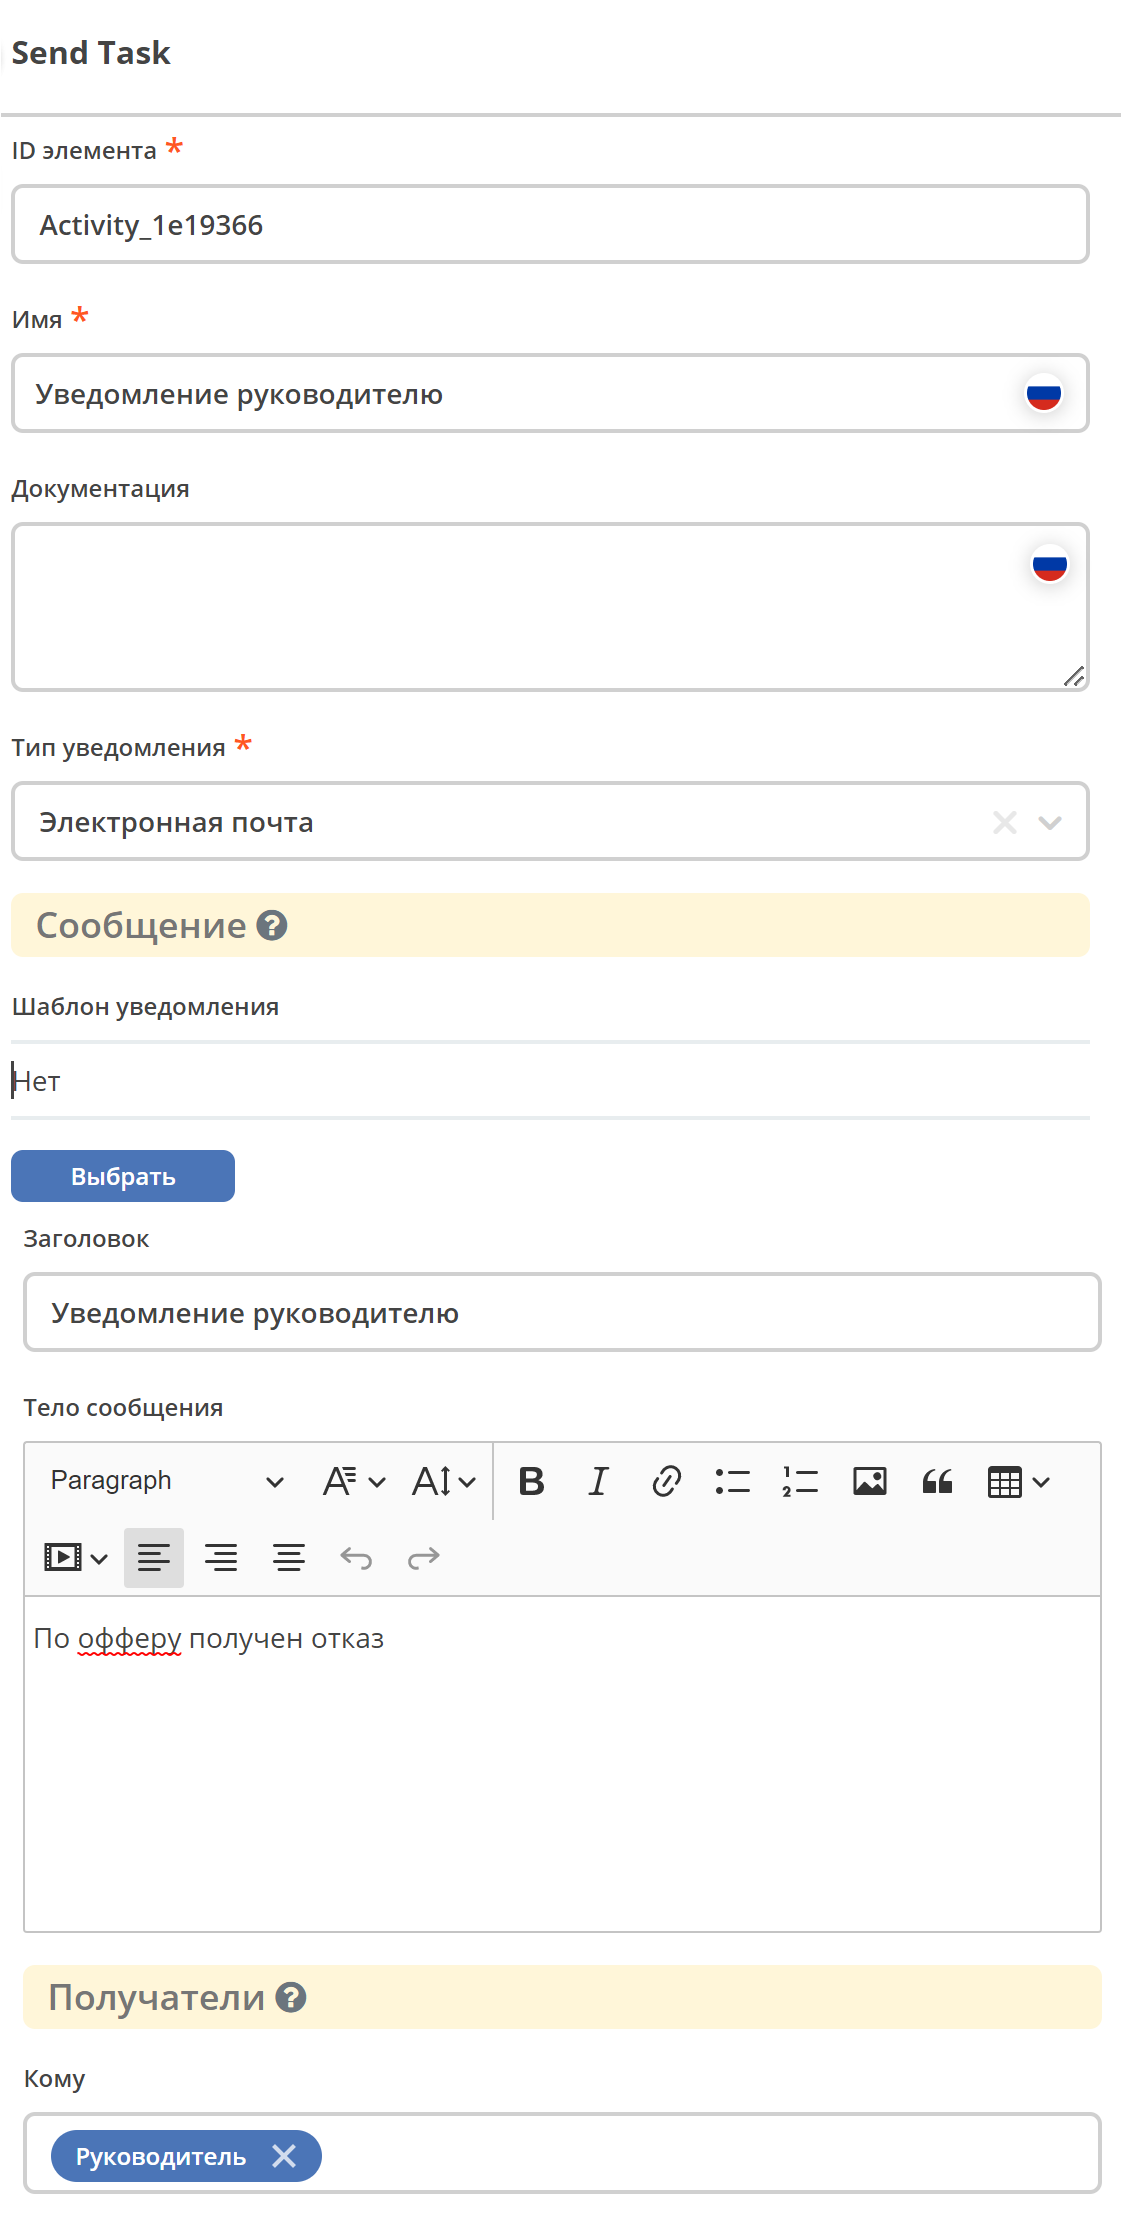 Send Task
ID элемента *
Activity_1e19366
Имя *
Уведомление руководителю
Документация
Тип уведомления *
Электронная почта
Сообщение ?
Шаблон уведомления
Нет
Выбрать
Заголовок
Уведомление руководителю
Тело сообщения
Paragraph
По офферу получен отказ
Получатели ?
Кому
Руководитель